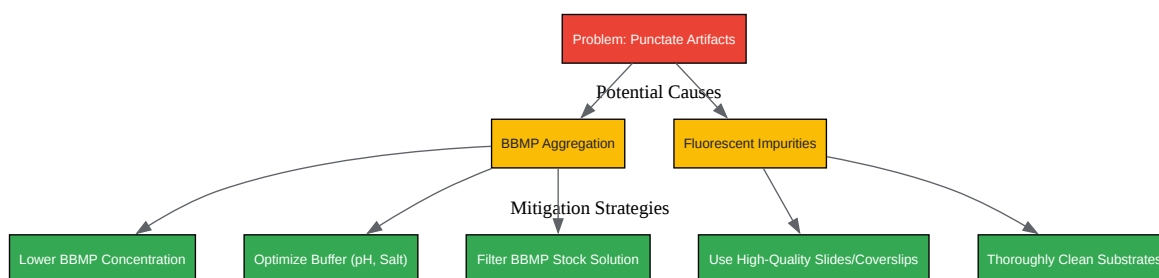 Problem: Punctate Artifacts
Potential Causes
BBMP Aggregation
Fluorescent Impurities
Mitigation Strategies
Lower BBMP Concentration
Optimize Buffer (pH, Salt)
Filter BBMP Stock Solution
Use High-Quality Slides/Coverslips
Thoroughly Clean Substrates